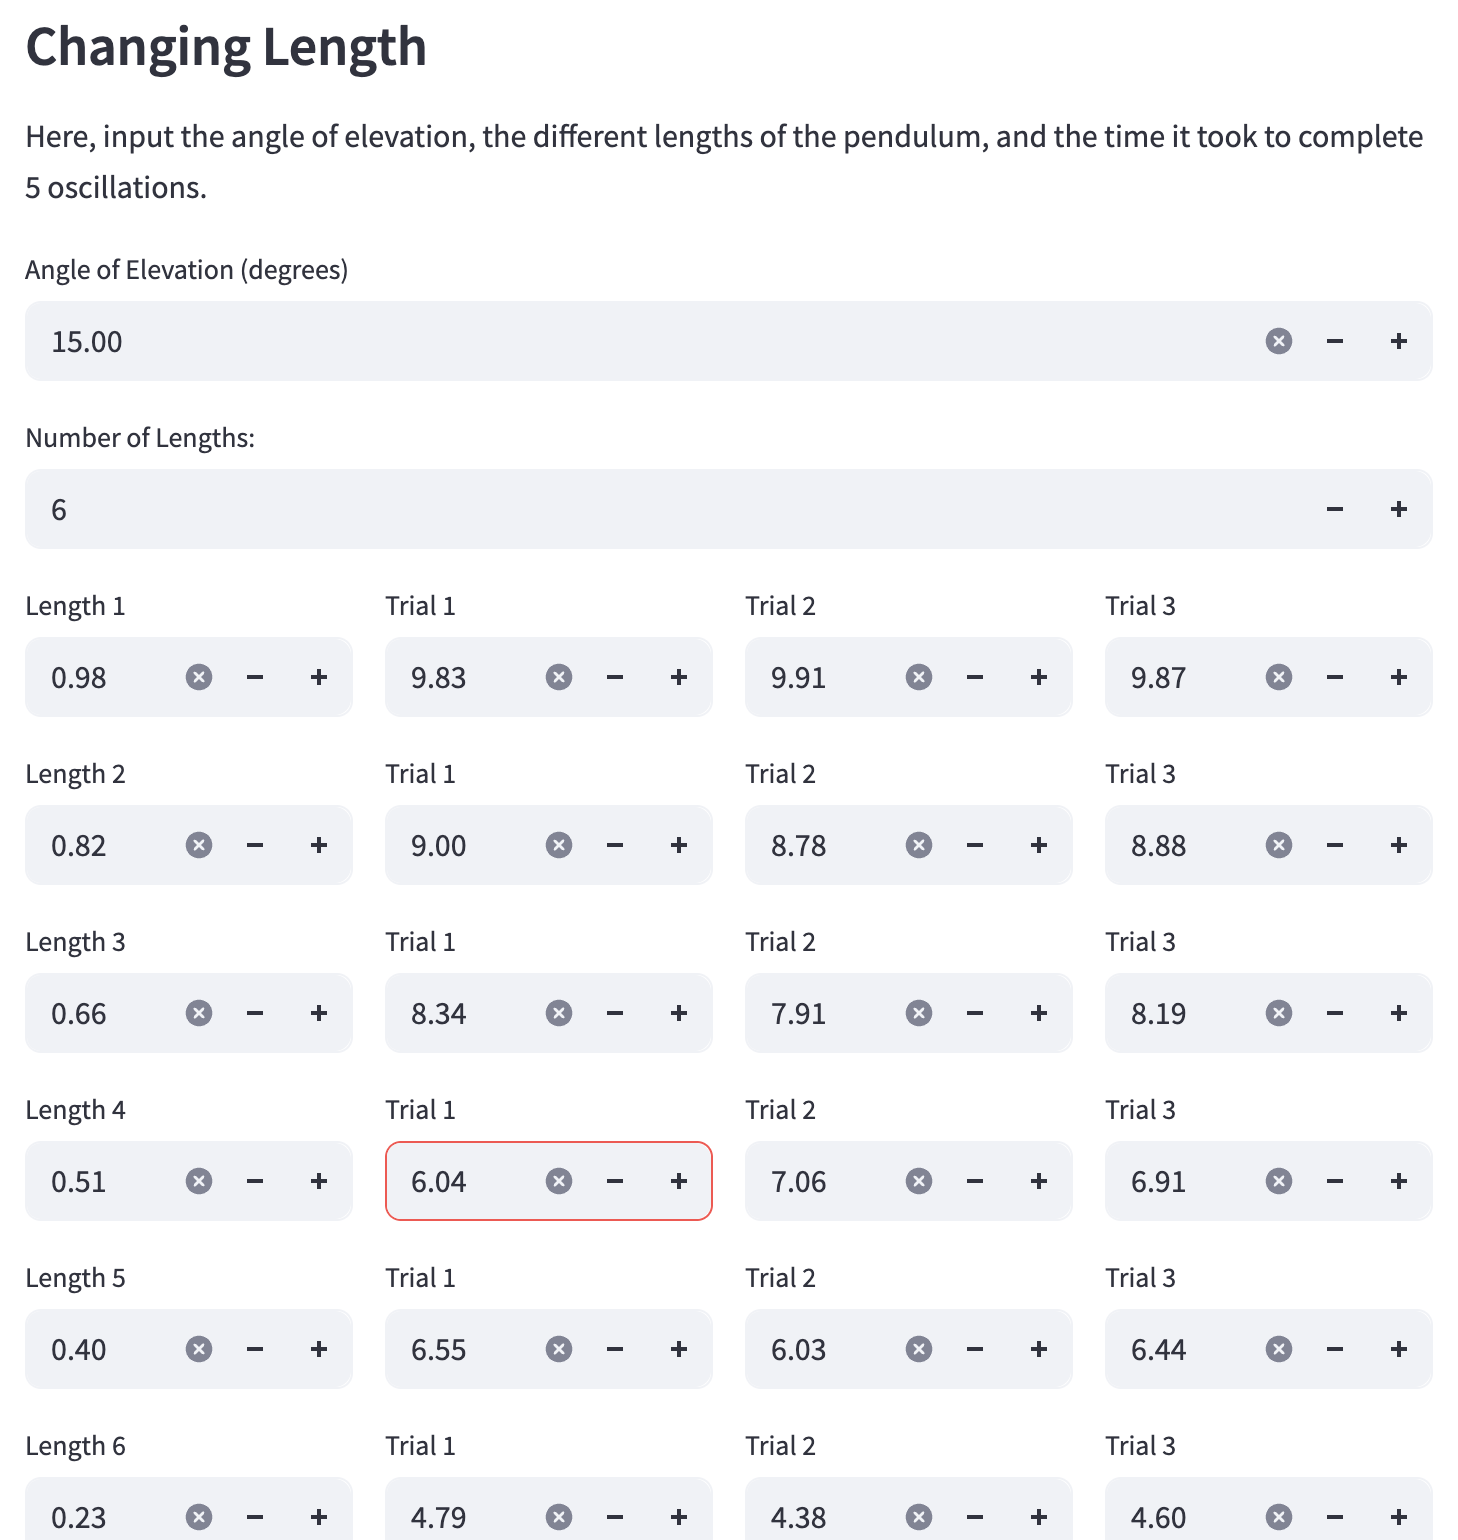 Changing Length
Here, input the angle of elevation, the different lengths of the pendulum, and the time it took to complete
5 oscillations.
Angle of Elevation (degrees)
15.00
Number of Lengths:
6
Length 1 Trial 1 Trial 2 Trial 3
0.98 9.83 9.91 9.87
Length 2 Trial 1 Trial 2 Trial 3
0.82 9.00 8.78 8.88
Length 3 Trial 1 Trial 2 Trial 3
0.66 8.34 7.91 8.19
Length 4 Trial 1 Trial 2 Trial 3
0.51 6.04 7.06 6.91
Length 5 Trial 1 Trial 2 Trial 3
0.40 6.55 6.03 6.44
Length 6 Trial 1 Trial 2 Trial 3
0.23 4.79 4.38 4.60